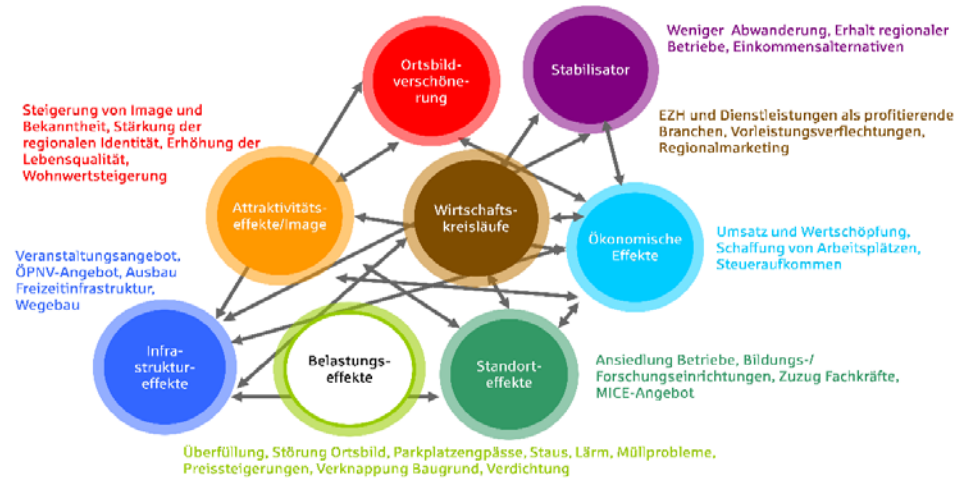 Weniger Abwanderung, Erhalt regionaler
Betriebe, Einkommensalternativen
Ortsbild-
verschöne-
rung
Stabilisator
Steigerung von Image und
Bekanntheit, Stärkung der
regionalen Identität, Erhöhung der
Lebensqualität,
Wohnwertsteigerung
EZH und Dienstleistungen als profitierende
Branchen, Vorleistungsverflechtungen,
Regionalmarketing
Attraktivitäts-
effekte/Image
Wirtschafts-
kreisläufe
Ökonomische
Effekte
Umsatz und Wertschöpfung,
Schaffung von Arbeitsplätzen,
Steueraufkommen
Veranstaltungsangebot,
ÖPNV-Angebot, Ausbau
Freizeitinfrastruktur,
Wegebau
Infra-
struktur-
effekte
Belastungs-
effekte
Standort-
effekte
Ansiedlung Betriebe, Bildungs-/
Forschungseinrichtungen, Zuzug Fachkräfte,
MICE-Angebot
Überfüllung, Störung Ortsbild, Parkplatzengpässe, Staus, Lärm, Müllprobleme,
Preissteigerungen, Verknappung Baugrund, Verdichtung